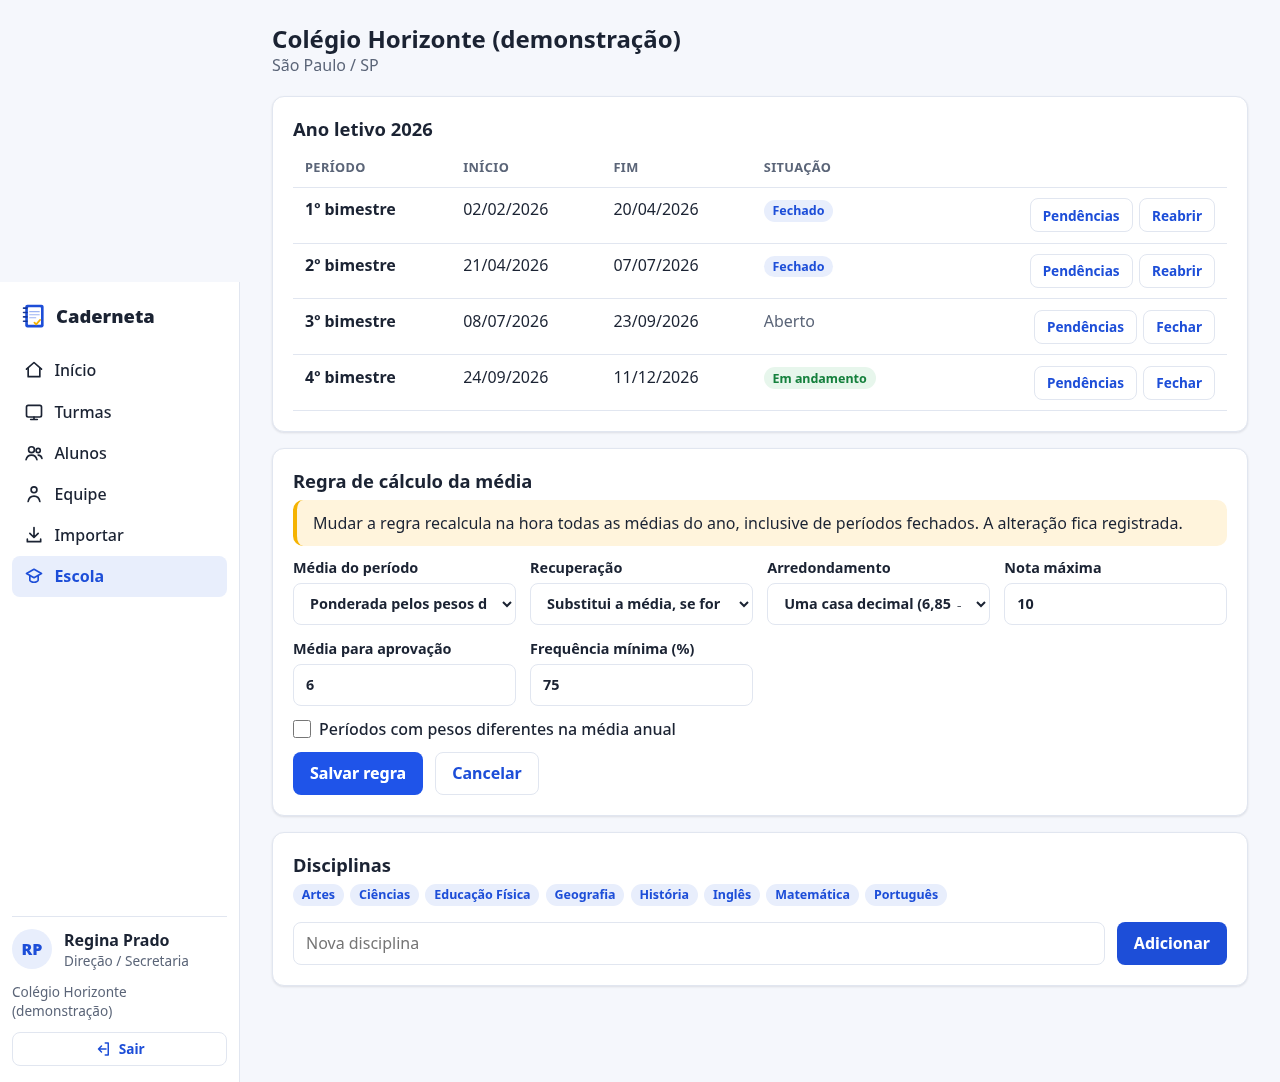 Colégio Horizonte (demonstração)
São Paulo / SP
Ano letivo 2026
PERÍODO INÍCIO FIM SITUAÇÃO
1º bimestre 02/02/2026 20/04/2026 Fechado Pendências Reabrir
2º bimestre 21/04/2026 07/07/2026 Fechado Pendências Reabrir
3º bimestre 08/07/2026 23/09/2026 Aberto Pendências Fechar
4º bimestre 24/09/2026 11/12/2026 Em andamento Pendências Fechar
Caderneta
Início
Turmas
Alunos
Equipe
Importar
Escola
RP
Regina Prado
Direção / Secretaria
Colégio Horizonte
(demonstração)
Sair
Regra de cálculo da média
Mudar a regra recalcula na hora todas as médias do ano, inclusive de períodos fechados. A alteração fica registrada.
Média do período Recuperação Arredondamento Nota máxima
Ponderada pelos pesos d Substitui a média, se for Uma casa decimal (6,85 10
Média para aprovação Frequência mínima (%)
6 75
Períodos com pesos diferentes na média anual
Salvar regra Cancelar
Disciplinas
Artes Ciências Educação Física Geografia História Inglês Matemática Português
Nova disciplina Adicionar